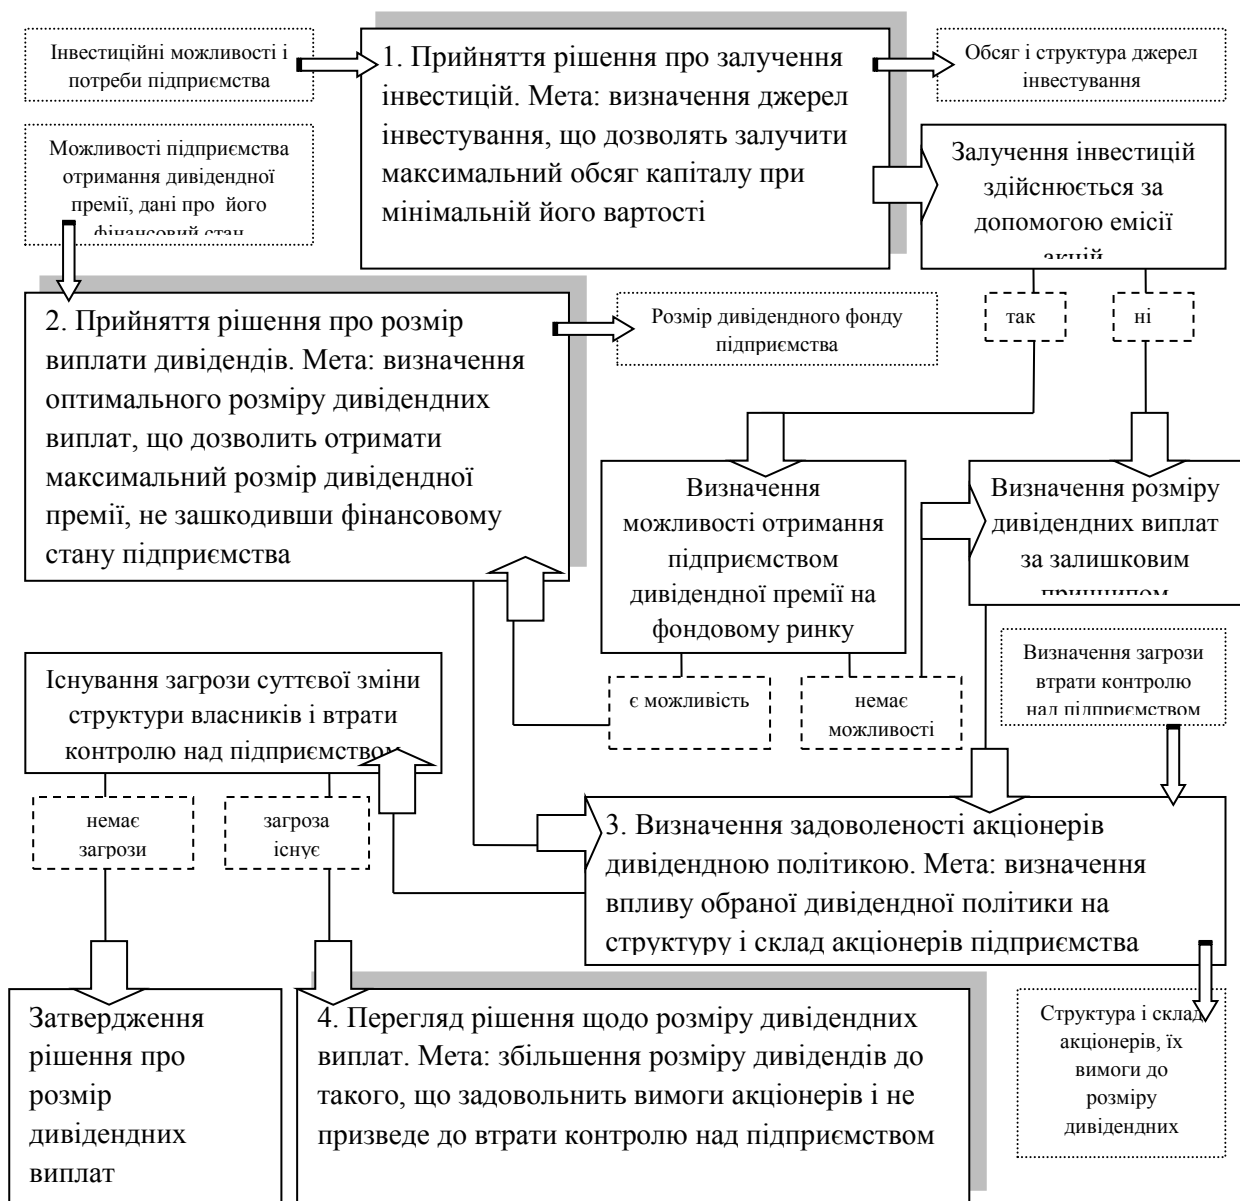 Інвестиційні можливості і
потреби підприємства
1. Прийняття рішення про залучення
інвестицій. Мета: визначення джерел
інвестування, що дозволять залучити
максимальний обсяг капіталу при
мінімальній його вартості
Обсяг і структура джерел
інвестування
Можливості підприємства
отримання дивідендної
премії, дані про його
фінансовий стан
Залучення інвестицій
здійснюється за
допомогою емісії
акцій
так
ні
2. Прийняття рішення про розмір
виплати дивідендів. Мета: визначення
оптимального розміру дивідендних
виплат, що дозволить отримати
максимальний розмір дивідендної
премії, не зашкодивши фінансовому
стану підприємства
Розмір дивідендного фонду
підприємства
Визначення
можливості отримання
підприємством
дивідендної премії на
фондовому ринку
Визначення розміру
дивідендних виплат
за залишковим
принципом
є можливість
немає
можливості
Визначення загрози
втрати контролю
над підприємством
Існування загрози суттєвої зміни
структури власників і втрати
контролю над підприємством
немає
загрози
загроза
існує
3. Визначення задоволеності акціонерів
дивідендною політикою. Мета: визначення
впливу обраної дивідендної політики на
структуру і склад акціонерів підприємства
Затвердження
рішення про
розмір
дивідендних
виплат
4. Перегляд рішення щодо розміру дивідендних
виплат. Мета: збільшення розміру дивідендів до
такого, що задовольнить вимоги акціонерів і не
призведе до втрати контролю над підприємством
Структура і склад
акціонерів, їх
вимоги до
розміру
дивідендних